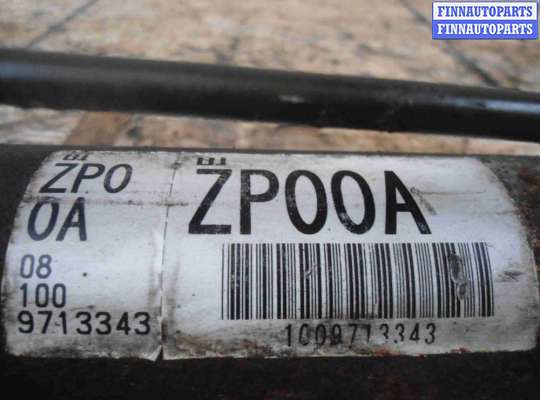 FINNAUTOPARTS
FINNAUTOPARTS
ZP0
0A
08
100
9713343
ZP00A
1009713343